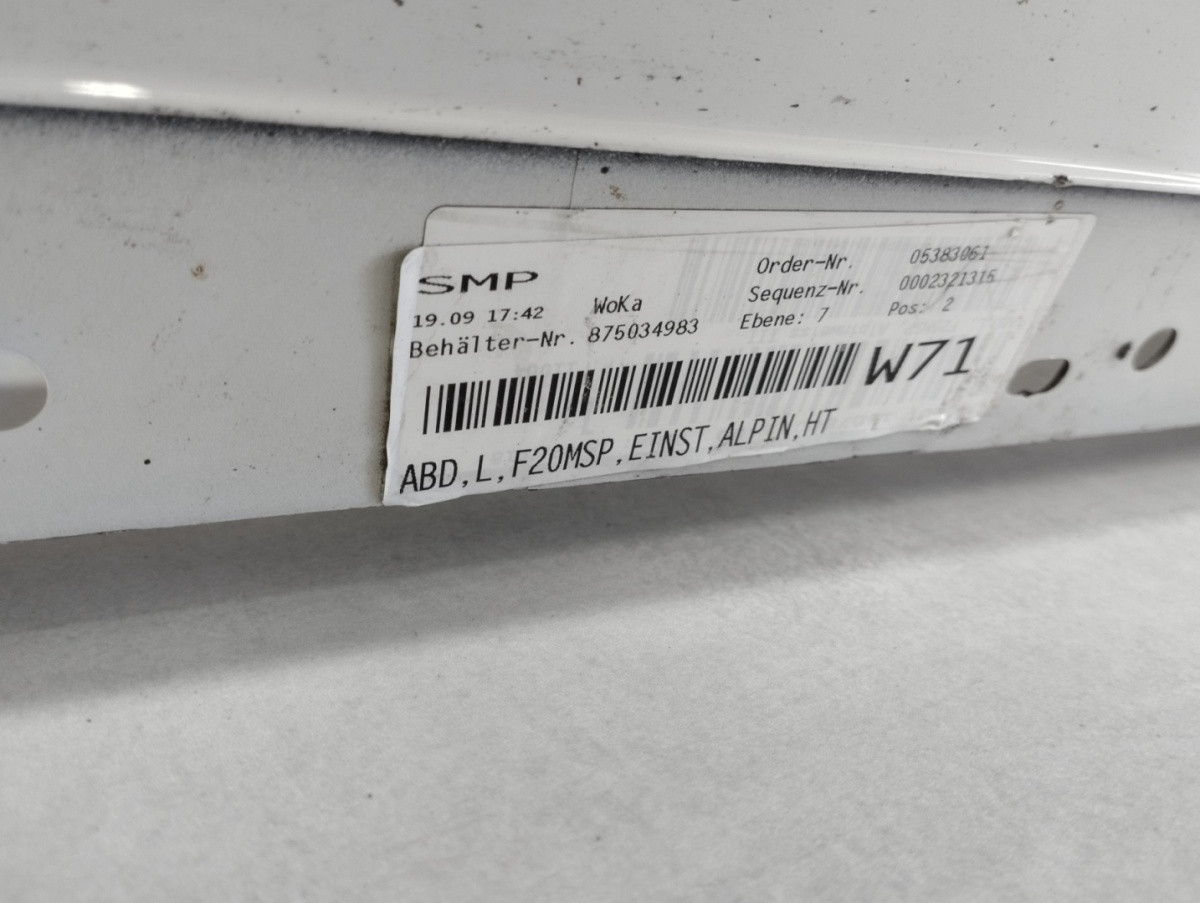 SMP
19.09 17:42 WoKa
Behälter-Nr. 875034983
Order-Nr. 05383061
Sequenz-Nr. 0002321316
Ebene: 7 Pos: 2
W71
ABD,L,F20MSP,EINST,ALPIN,HT